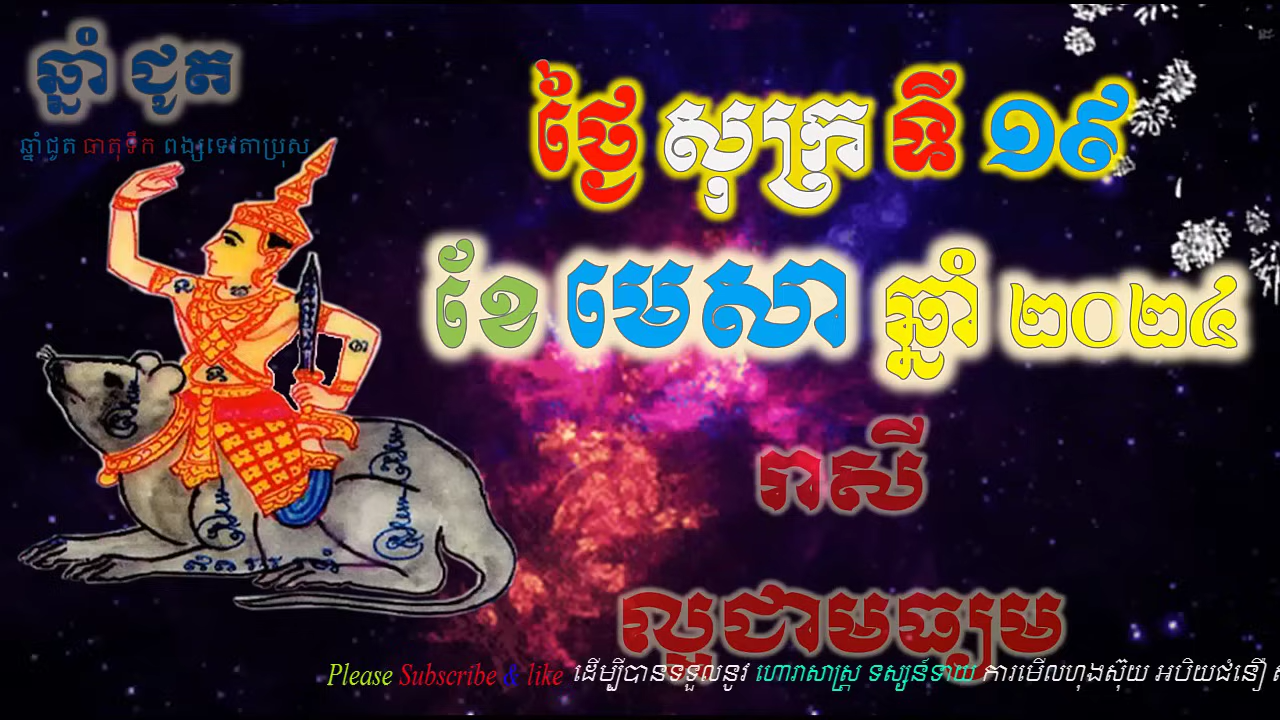 ឆ្នាំ ជូត
ឆ្នាំជូត ធាតុទឹក ពង្សទេវតាប្រុស
ថ្ងៃ សុក្រ ទី ១៩
ខែ មេសា ឆ្នាំ ២០២៤
រាសី
ល្អជាមធ្យម
Please Subscribe & like ដើម្បីបានទទួលនូវ ហោរាសាស្ត្រ ទស្សន៍ទាយ ការមើលហុងស៊ុយ អបិយជំនឿ